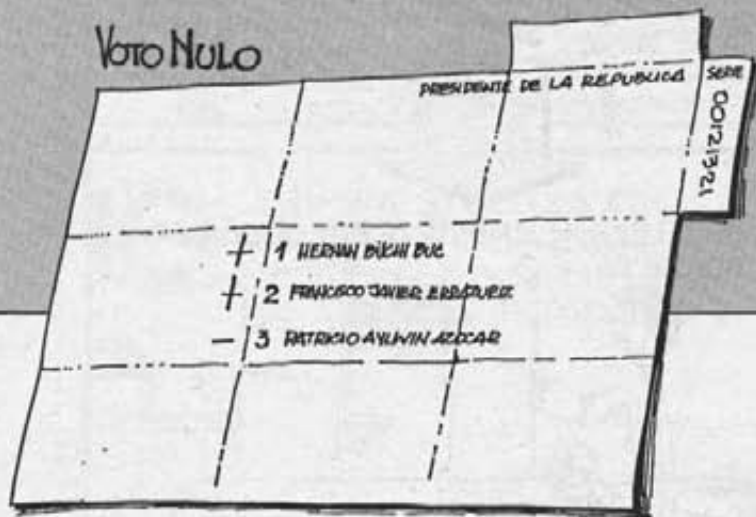 VOTO NULO
PRESIDENTE DE LA REPUBLICA
SERIE
00121321
+ 1 HERNAN BÜCHI BUC
+ 2 FRANCISCO JAVIER ERRAZURIZ
− 3 PATRICIO AYLWIN AZOCAR